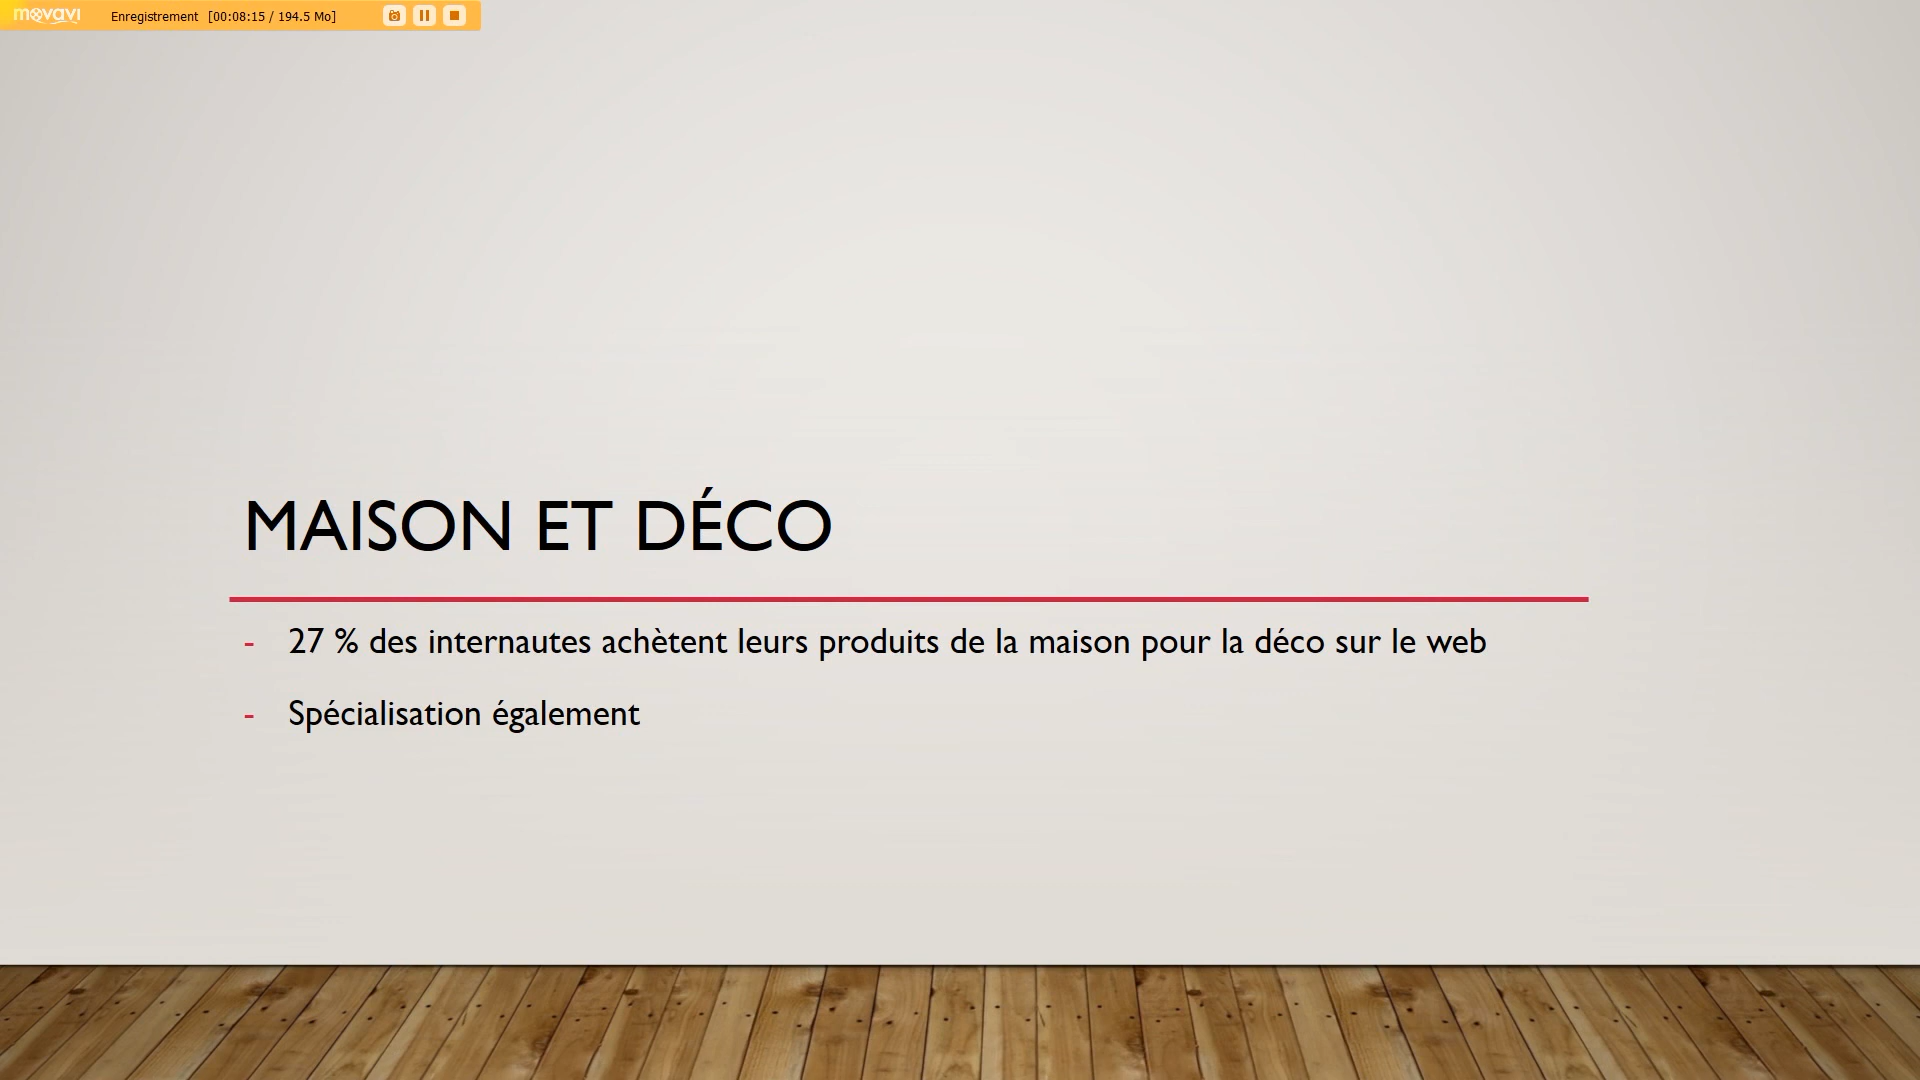 movavi Enregistrement [00:08:15 / 194.5 Mo]
MAISON ET DÉCO
- 27 % des internautes achètent leurs produits de la maison pour la déco sur le web
- Spécialisation également